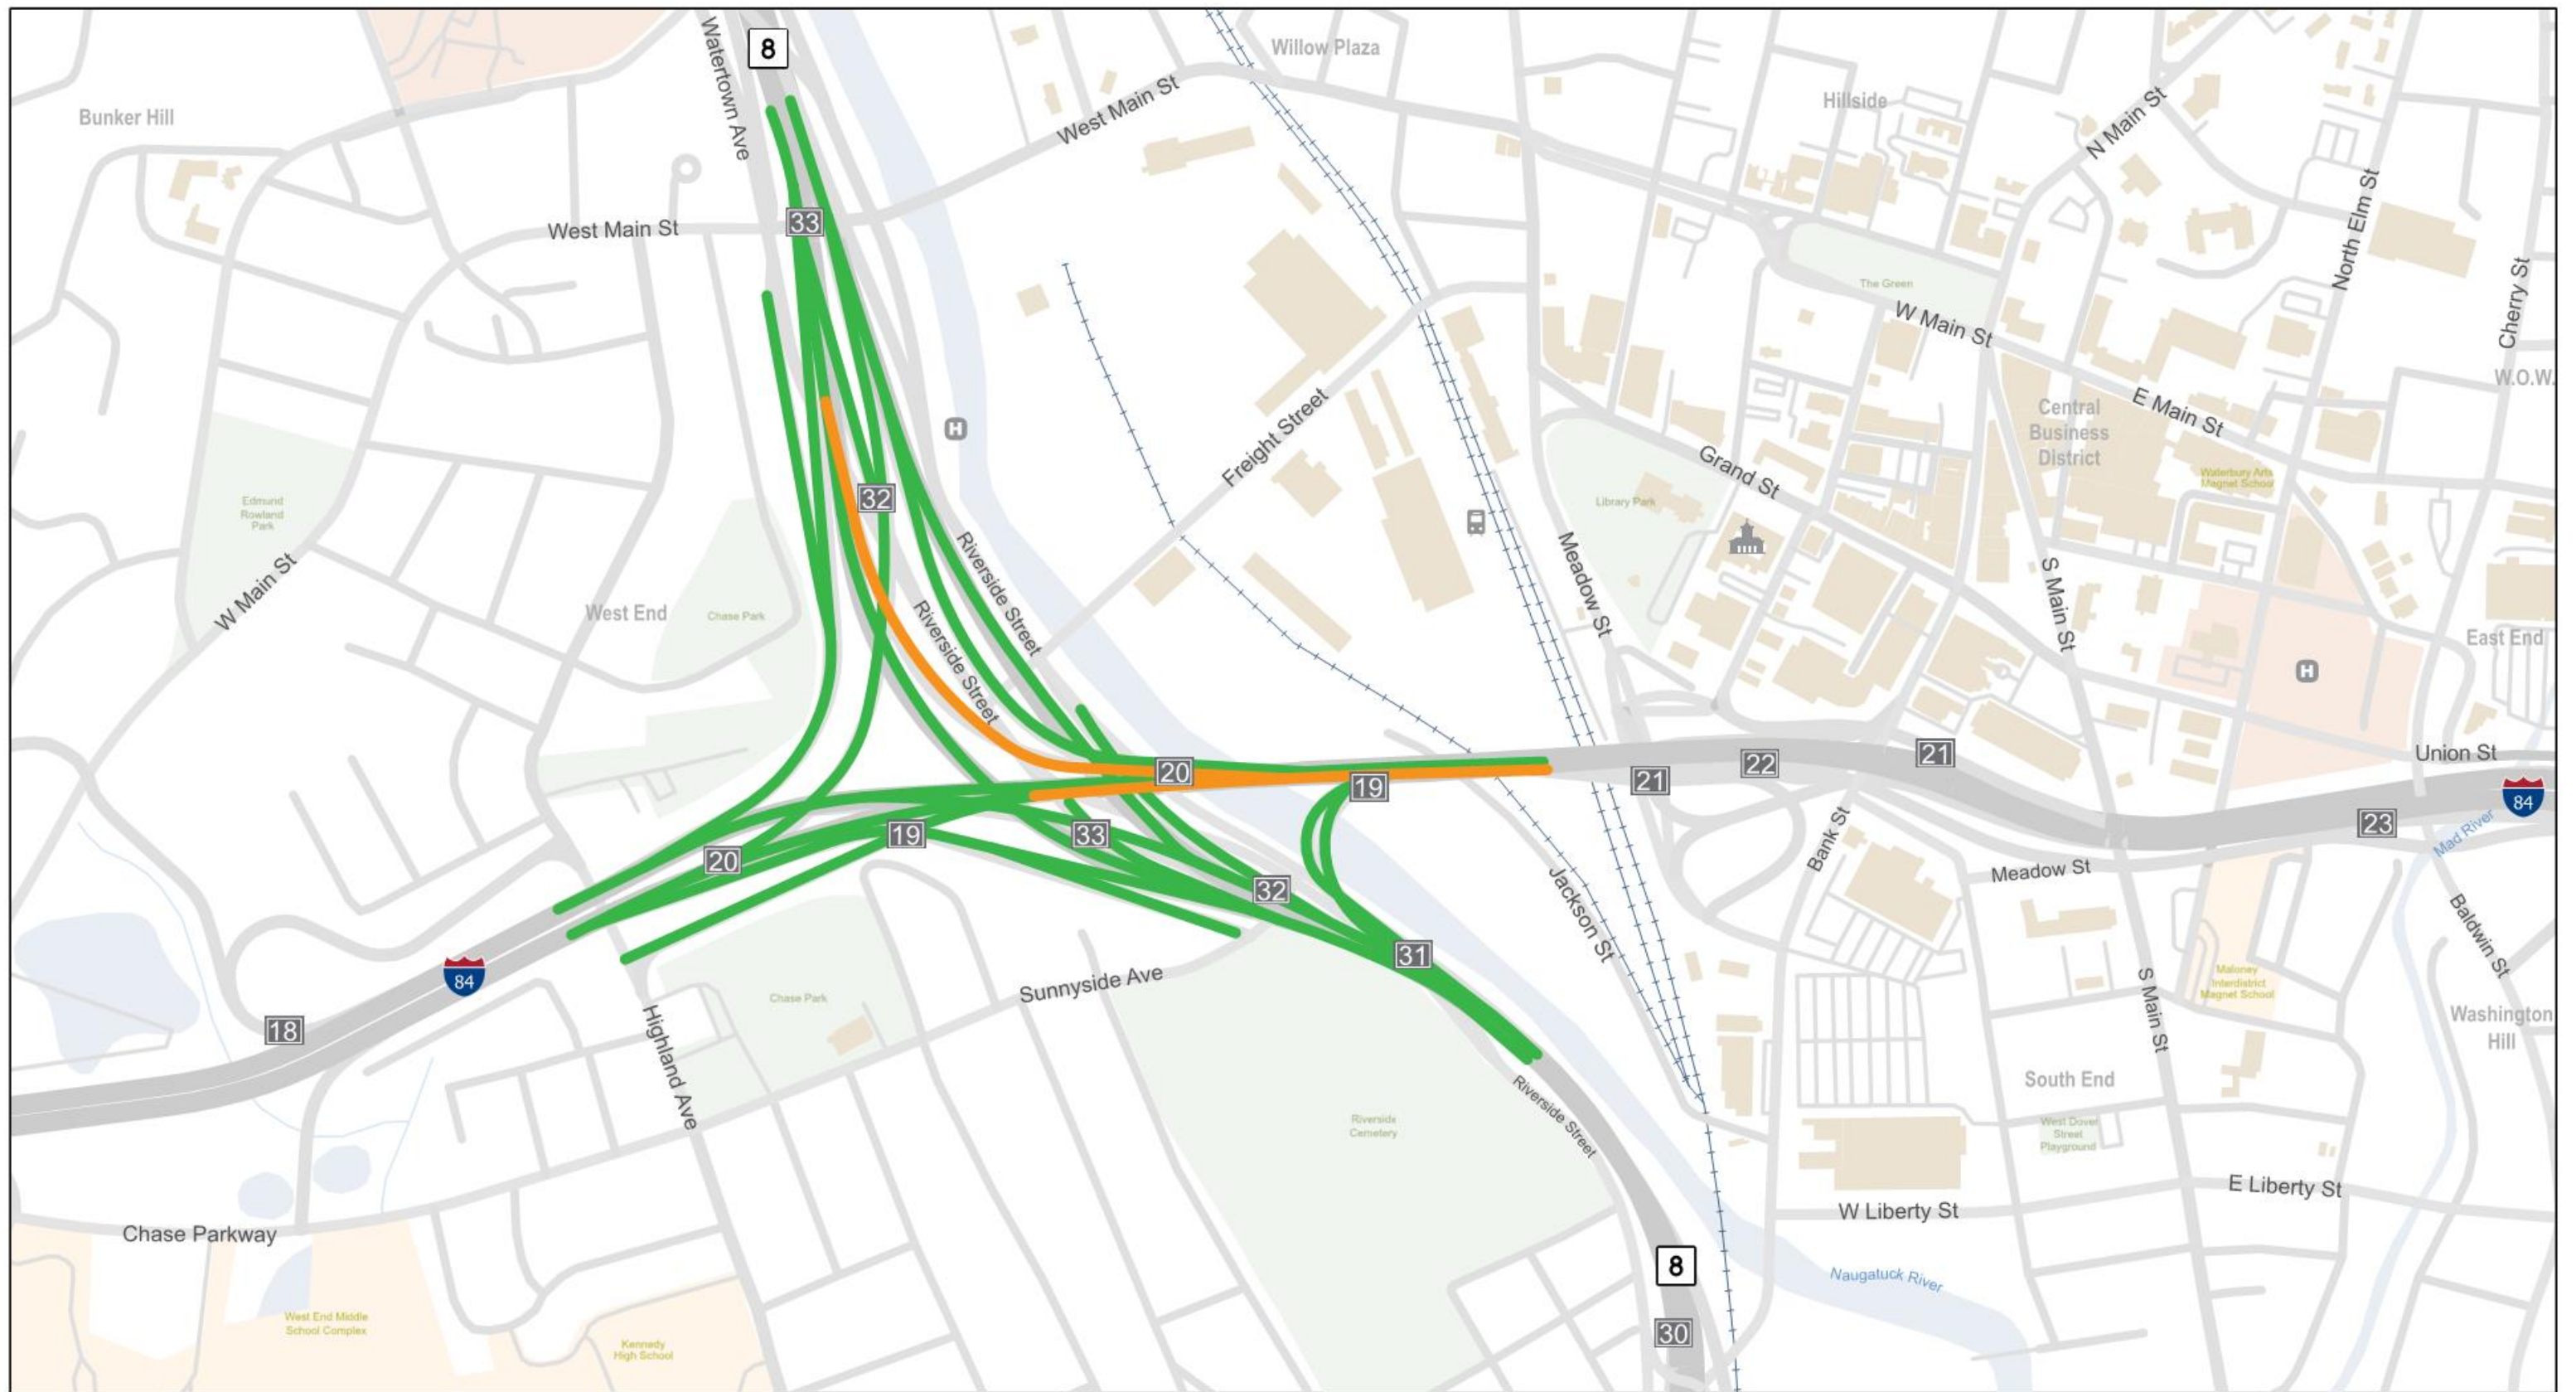 8
Watertown Ave
Willow Plaza
Bunker Hill
West Main St
Hillside
N Main St
33
West Main St
North Elm St
Cherry St
The Green
W Main St
W.O.W.
Central
Business
District
E Main St
H
Freight Street
Grand St
Waterbury Arts
Magnet School
32
Edmund
Rowland
Park
Library Park
Riverside Street
Meadow St
W Main St
West End
Chase Park
Riverside Street
S Main St
East End
H
20
19
21
22
21
Union St
84
19
33
20
23
Mad River
Bank St
Meadow St
32
Jackson St
31
Baldwin St
84
Sunnyside Ave
Chase Park
18
Highland Ave
S Main St
Maloney
Interdistrict
Magnet School
Washington
Hill
South End
Riverside
Cemetery
Riverside Street
West Dover
Street
Playground
E Liberty St
W Liberty St
Chase Parkway
8
Naugatuck River
West End Middle
School Complex
Kennedy
High School
30